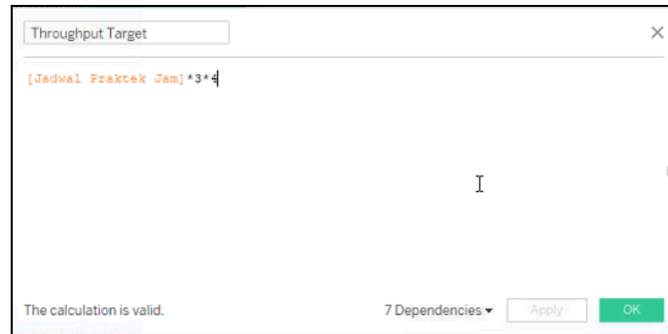 Throughput Target
[Jadwal Praktek Jam]*3*4
The calculation is valid.
7 Dependencies
Apply
OK